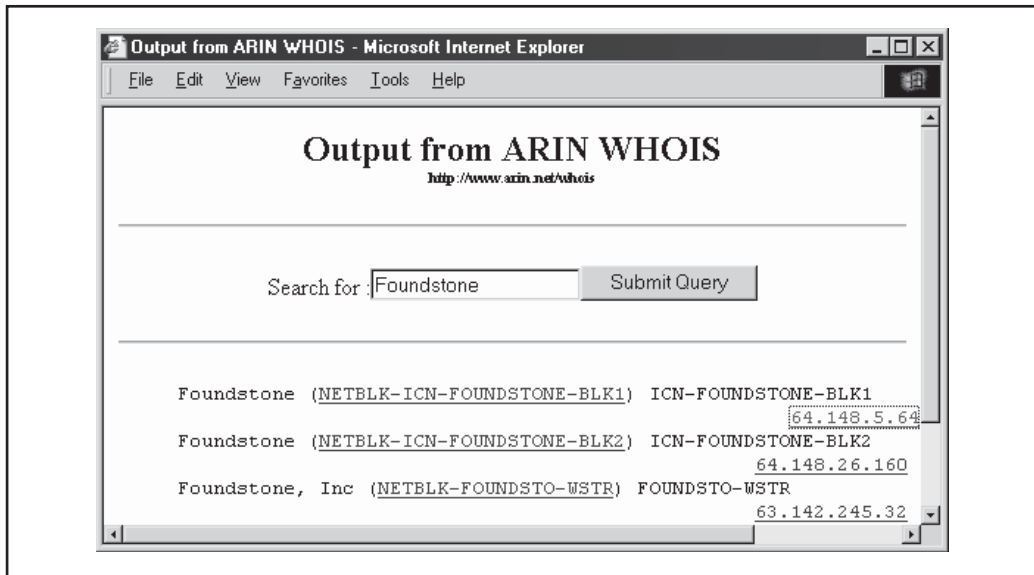 Output from ARIN WHOIS - Microsoft Internet Explorer
File Edit View Favorites Tools Help
Output from ARIN WHOIS
http://www.arin.net/whois
Search for :Foundstone Submit Query
Foundstone (NETBLK-ICN-FOUNDSTONE-BLK1) ICN-FOUNDSTONE-BLK1
64.148.5.64
Foundstone (NETBLK-ICN-FOUNDSTONE-BLK2) ICN-FOUNDSTONE-BLK2
64.148.26.160
Foundstone, Inc (NETBLK-FOUNDSTO-WSTR) FOUNDSTO-WSTR
63.142.245.32